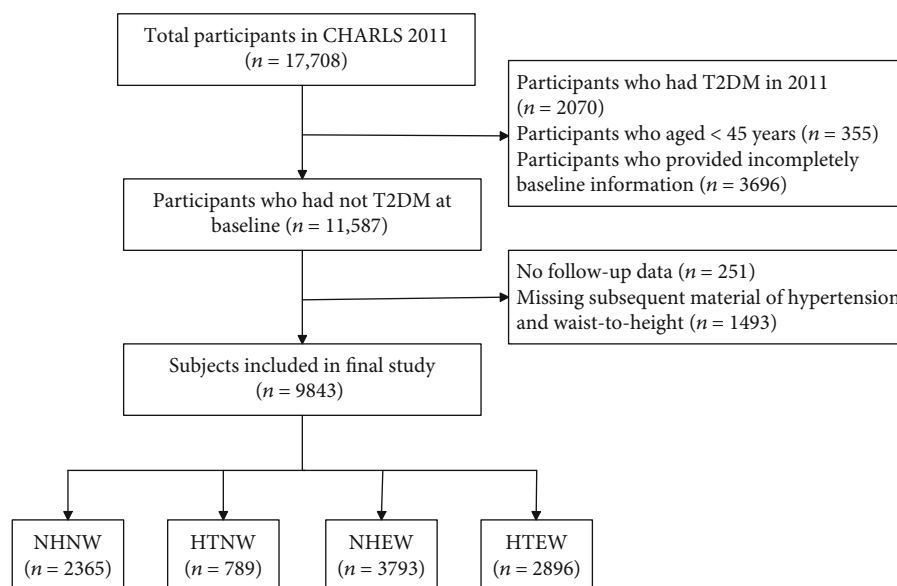 Total participants in CHARLS 2011
(n = 17,708)
Participants who had T2DM in 2011
(n = 2070)
Participants who aged < 45 years (n = 355)
Participants who provided incompletely
baseline information (n = 3696)
Participants who had not T2DM at
baseline (n = 11,587)
No follow-up data (n = 251)
Missing subsequent material of hypertension
and waist-to-height (n = 1493)
Subjects included in final study
(n = 9843)
NHNW
(n = 2365)
HTNW
(n = 789)
NHEW
(n = 3793)
HTEW
(n = 2896)